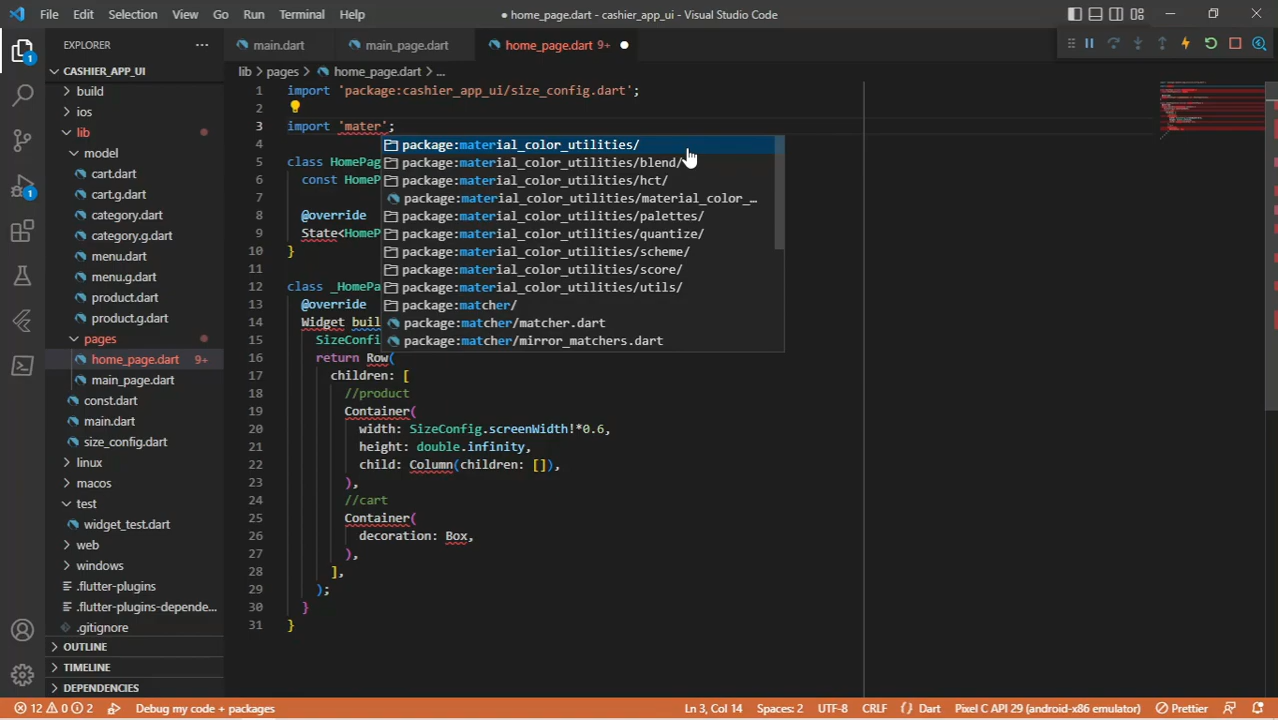 File Edit Selection View Go Run Terminal Help
● home_page.dart - cashier_app_ui - Visual Studio Code
EXPLORER
main.dart
main_page.dart
home_page.dart 9+
CASHIER_APP_UI
lib > pages > home_page.dart > ...
build
ios
lib
model
cart.dart
cart.g.dart
category.dart
category.g.dart
menu.dart
menu.g.dart
product.dart
product.g.dart
pages
home_page.dart 9+
main_page.dart
const.dart
main.dart
size_config.dart
linux
macos
test
widget_test.dart
web
windows
.flutter-plugins
.flutter-plugins-depende...
.gitignore
OUTLINE
TIMELINE
DEPENDENCIES
1
1
1 import 'package:cashier_app_ui/size_config.dart';
2
3 import 'mater';
4
5 class HomePag
6 const HomeP
7
8 @override
9 State<HomeP
10 }
11
12 class _HomePa
13 @override
14 Widget buil
15 SizeConfi
16 return Row(
17 children: [
18 //product
19 Container(
20 width: SizeConfig.screenWidth!*0.6,
21 height: double.infinity,
22 child: Column(children: []),
23 ),
24 //cart
25 Container(
26 decoration: Box,
27 ),
28 ],
29 );
30 }
31 }
package:material_color_utilities/
package:material_color_utilities/blend/
package:material_color_utilities/hct/
package:material_color_utilities/material_color_…
package:material_color_utilities/palettes/
package:material_color_utilities/quantize/
package:material_color_utilities/scheme/
package:material_color_utilities/score/
package:material_color_utilities/utils/
package:matcher/
package:matcher/matcher.dart
package:matcher/mirror_matchers.dart
12 0 2 Debug my code + packages
Ln 3, Col 14 Spaces: 2 UTF-8 CRLF {} Dart Pixel C API 29 (android-x86 emulator) Prettier